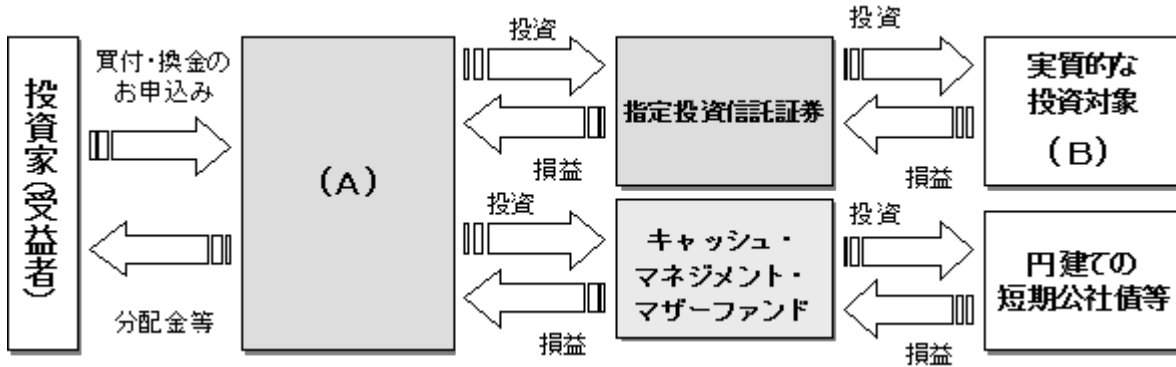 投資家(受益者)
買付・換金の
お申込み
分配金等
(A)
投資
損益
投資
損益
指定投資信託証券
キャッシュ・
マネジメント・
マザーファンド
投資
損益
投資
損益
実質的な
投資対象
(B)
円建ての
短期公社債等